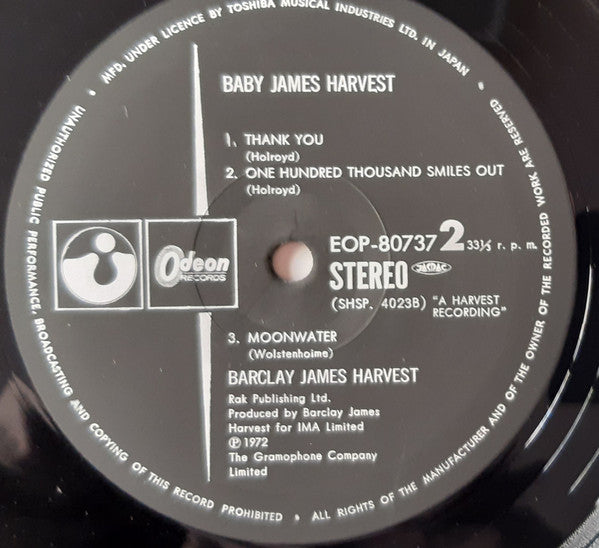 MFD. UNDER LICENCE BY TOSHIBA MUSICAL INDUSTRIES LTD. IN JAPAN •
BABY JAMES HARVEST
1. THANK YOU
(Holroyd)
2. ONE HUNDRED THOUSAND SMILES OUT
(Holroyd)
Odeon
RECORDS
EOP-80737 2 33⅓ r. p. m.
STEREO JASRAC
(SHSP. 4023B) "A HARVEST
RECORDING"
3. MOONWATER
(Wolstenholme)
BARCLAY JAMES HARVEST
Rak Publishing Ltd.
Produced by Barclay James
Harvest for IMA Limited
Ⓟ 1972
The Gramophone Company
Limited
UNAUTHORIZED PUBLIC PERFORMANCE, BROADCASTING AND COPYING OF THIS RECORD PROHIBITED • ALL RIGHTS OF THE MANUFACTURER AND OF THE OWNER OF THE RECORDED WORK ARE RESERVED